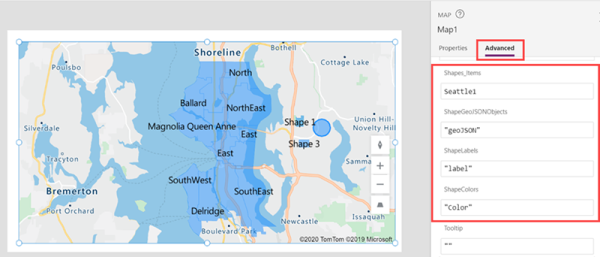 MAP
Map1
Properties
Advanced
Shapes_Items
Seattle1
ShapeGeoJSONObjects
"geoJSON"
ShapeLabels
"label"
ShapeColors
"Color"
Tooltip
""
Shoreline
Bothell
Poulsbo
Cottage Lake
North
Ballard
NorthEast
Silverdale
Magnolia Queen Anne
East
Shape 1
Union Hill-
Novelty Hill
Shape 3
Tracyton
East
Bremerton
SouthWest
SouthEast
Port Orchard
Delridge
Newcastle
Issaquah
Boulevard Park
©2020 TomTom ©2019 Microsoft